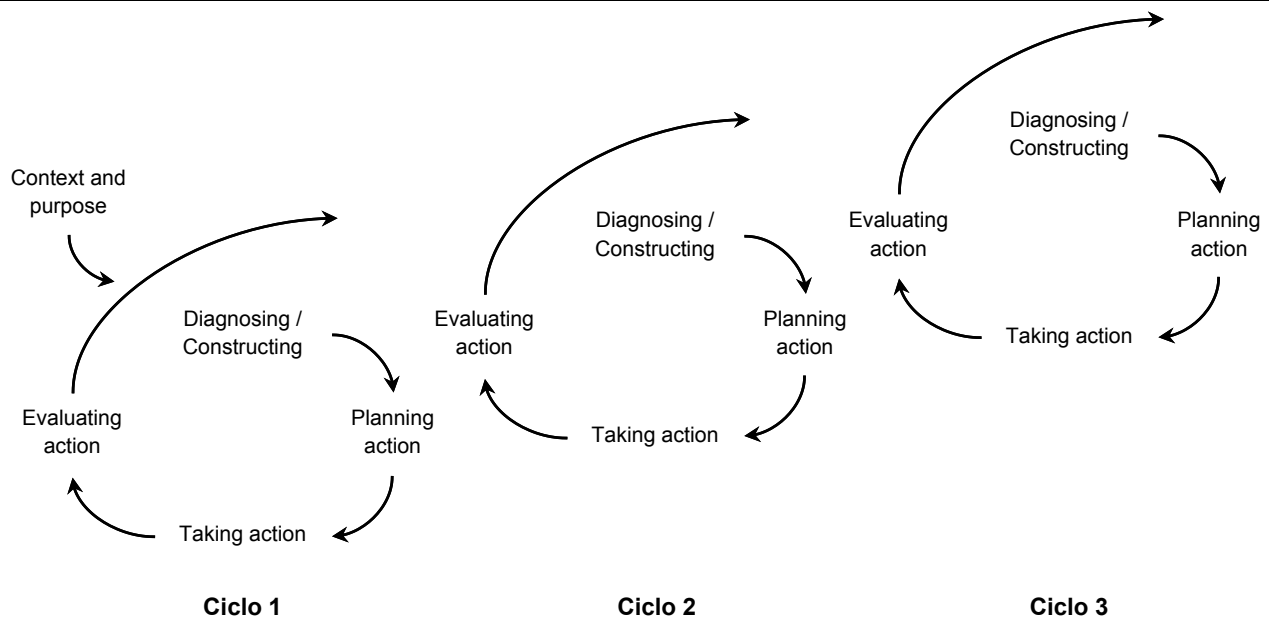 Context and
purpose
Diagnosing /
Constructing
Evaluating
action
Planning
action
Taking action
Ciclo 1
Diagnosing /
Constructing
Evaluating
action
Planning
action
Taking action
Ciclo 2
Diagnosing /
Constructing
Evaluating
action
Planning
action
Taking action
Ciclo 3